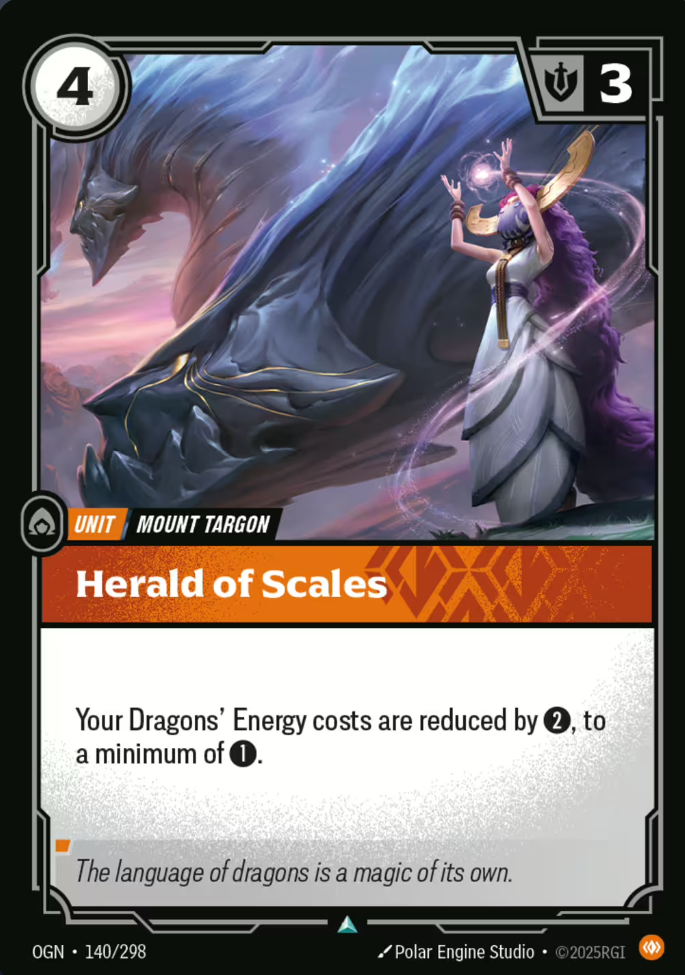 4
3
UNIT
MOUNT TARGON
Herald of Scales
Your Dragons’ Energy costs are reduced by 2, to
a minimum of 1.
The language of dragons is a magic of its own.
OGN • 140/298
Polar Engine Studio • ©2025RGI